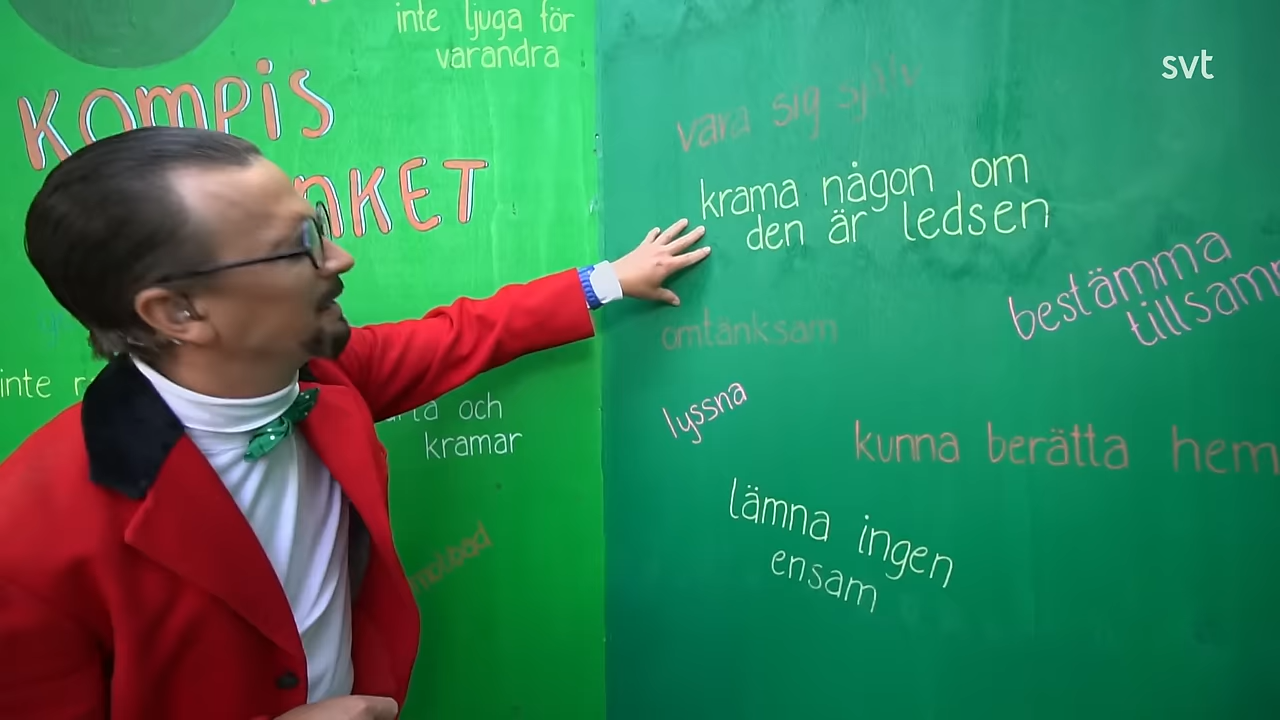 inte ljuga för
varandra
KOMPIS
NKET
inte
och
kramar
svt
vara sig
krama någon om
den är ledsen
omtänksam
bestämma
tillsam
lyssna
kunna berätta hem
lämna ingen
ensam